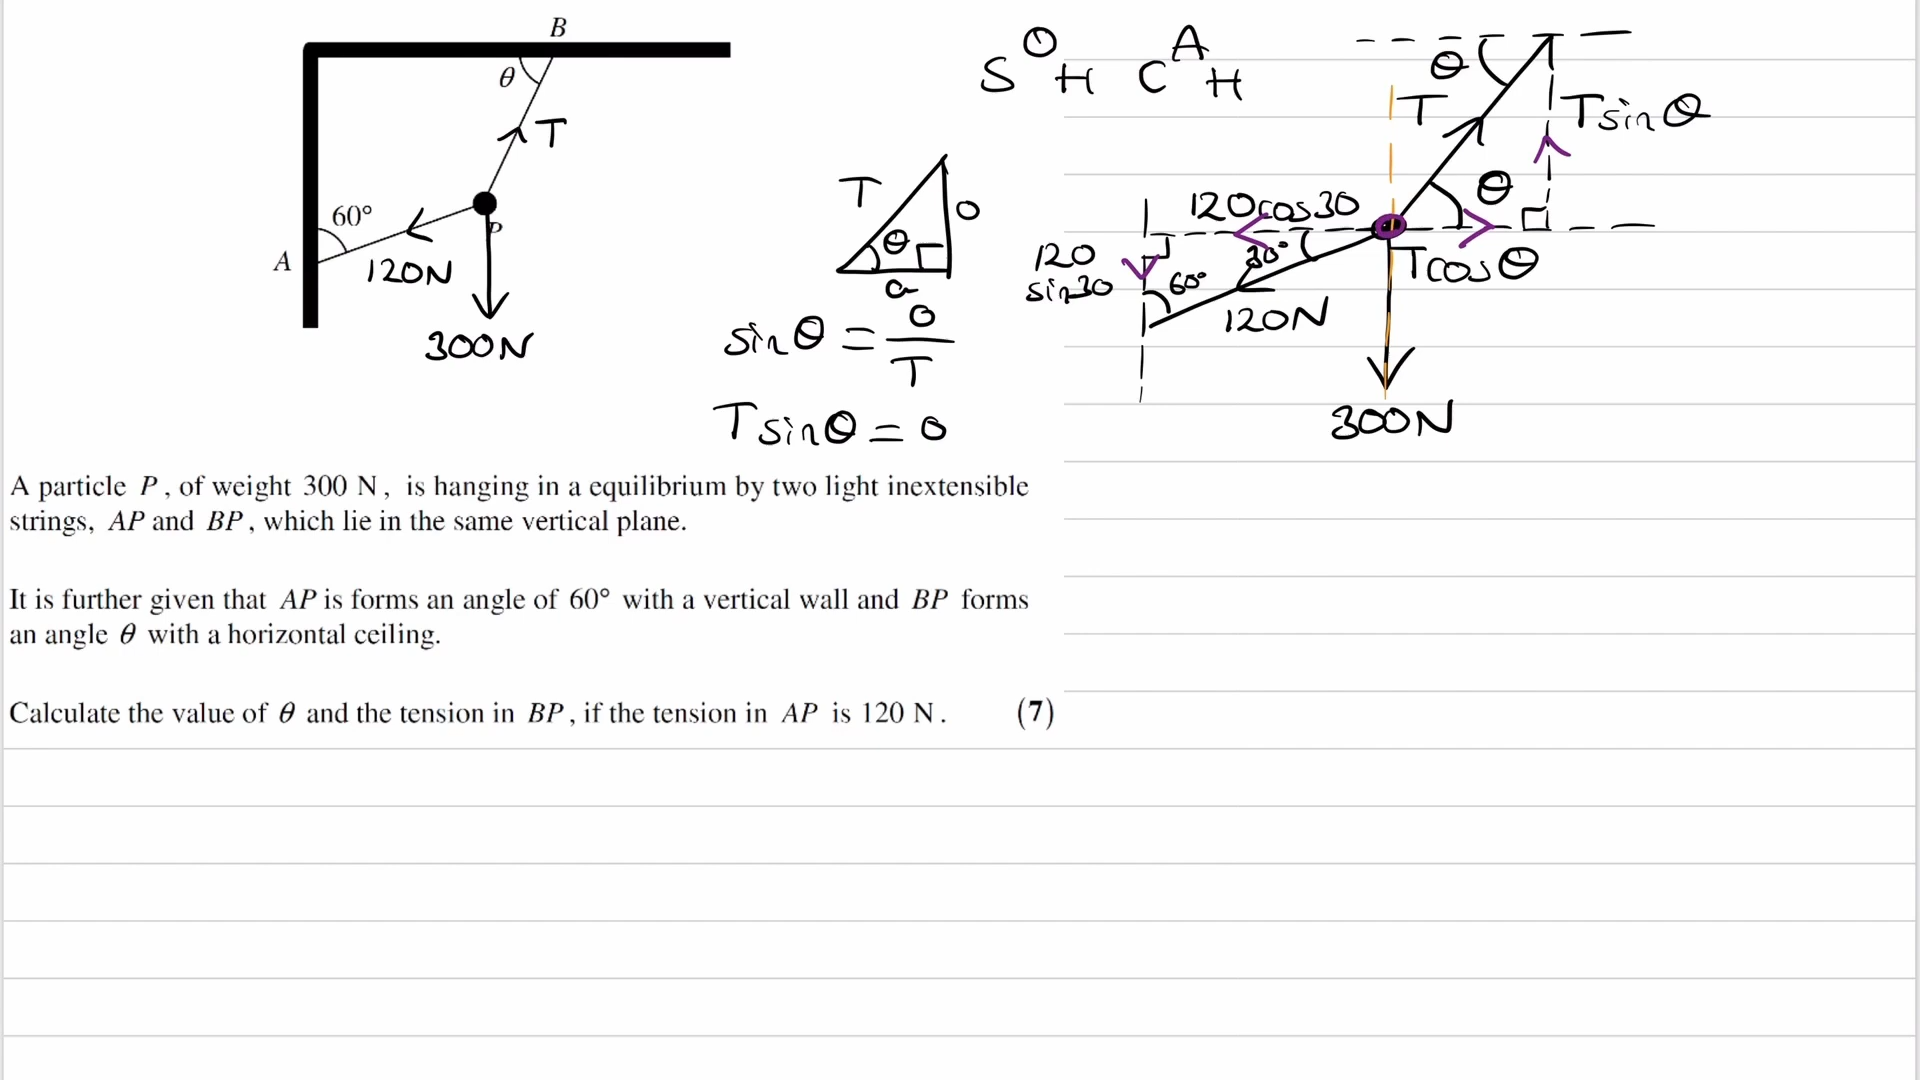 B
θ
T
60°
P
A
120N
300N
T
o
θ
a
sinθ = o/T
Tsinθ = o
S O H C A H
θ
T
Tsinθ
θ
120cos30
Tcosθ
120
sin30
30°
60°
120N
300N
A particle P, of weight 300 N, is hanging in a equilibrium by two light inextensible
strings, AP and BP, which lie in the same vertical plane.
It is further given that AP is forms an angle of 60° with a vertical wall and BP forms
an angle θ with a horizontal ceiling.
Calculate the value of θ and the tension in BP, if the tension in AP is 120 N. (7)